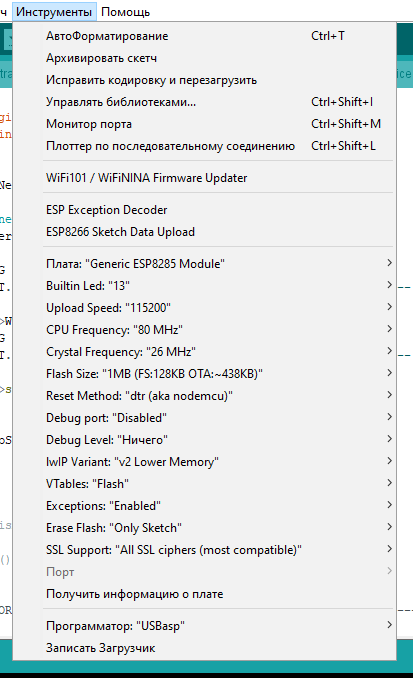 Инструменты Помощь
АвтоФорматирование Ctrl+T
Архивировать скетч
Исправить кодировку и перезагрузить
Управлять библиотеками... Ctrl+Shift+I
Монитор порта Ctrl+Shift+M
Плоттер по последовательному соединению Ctrl+Shift+L
WiFi101 / WiFiNINA Firmware Updater
ESP Exception Decoder
ESP8266 Sketch Data Upload
Плата: "Generic ESP8285 Module"
Builtin Led: "13"
Upload Speed: "115200"
CPU Frequency: "80 MHz"
Crystal Frequency: "26 MHz"
Flash Size: "1MB (FS:128KB OTA:~438KB)"
Reset Method: "dtr (aka nodemcu)"
Debug port: "Disabled"
Debug Level: "Ничего"
lwIP Variant: "v2 Lower Memory"
VTables: "Flash"
Exceptions: "Enabled"
Erase Flash: "Only Sketch"
SSL Support: "All SSL ciphers (most compatible)"
Порт
Получить информацию о плате
Программатор: "USBasp"
Записать Загрузчик